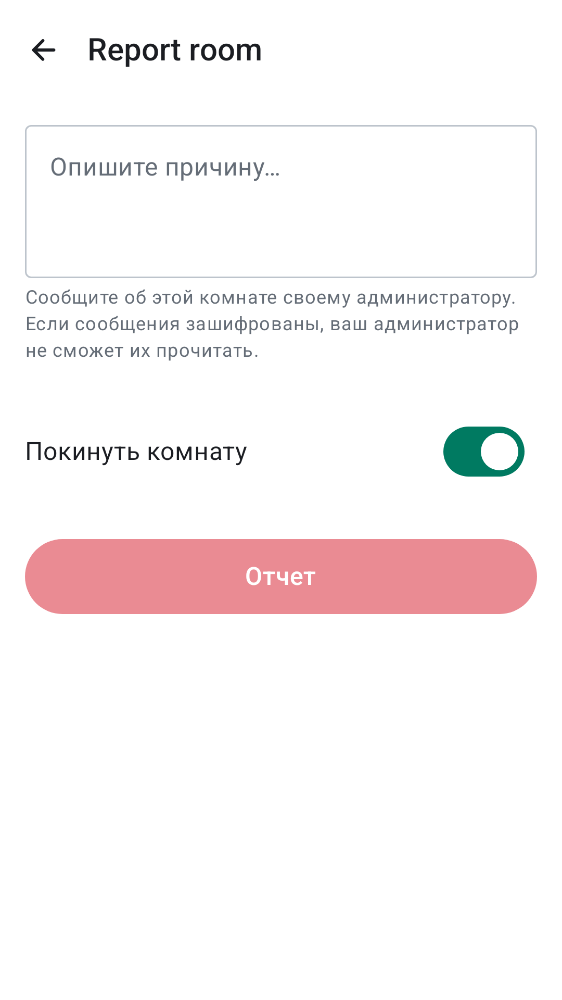 Report room
Опишите причину...
Сообщите об этой комнате своему администратору.
Если сообщения зашифрованы, ваш администратор
не сможет их прочитать.
Покинуть комнату
Отчет